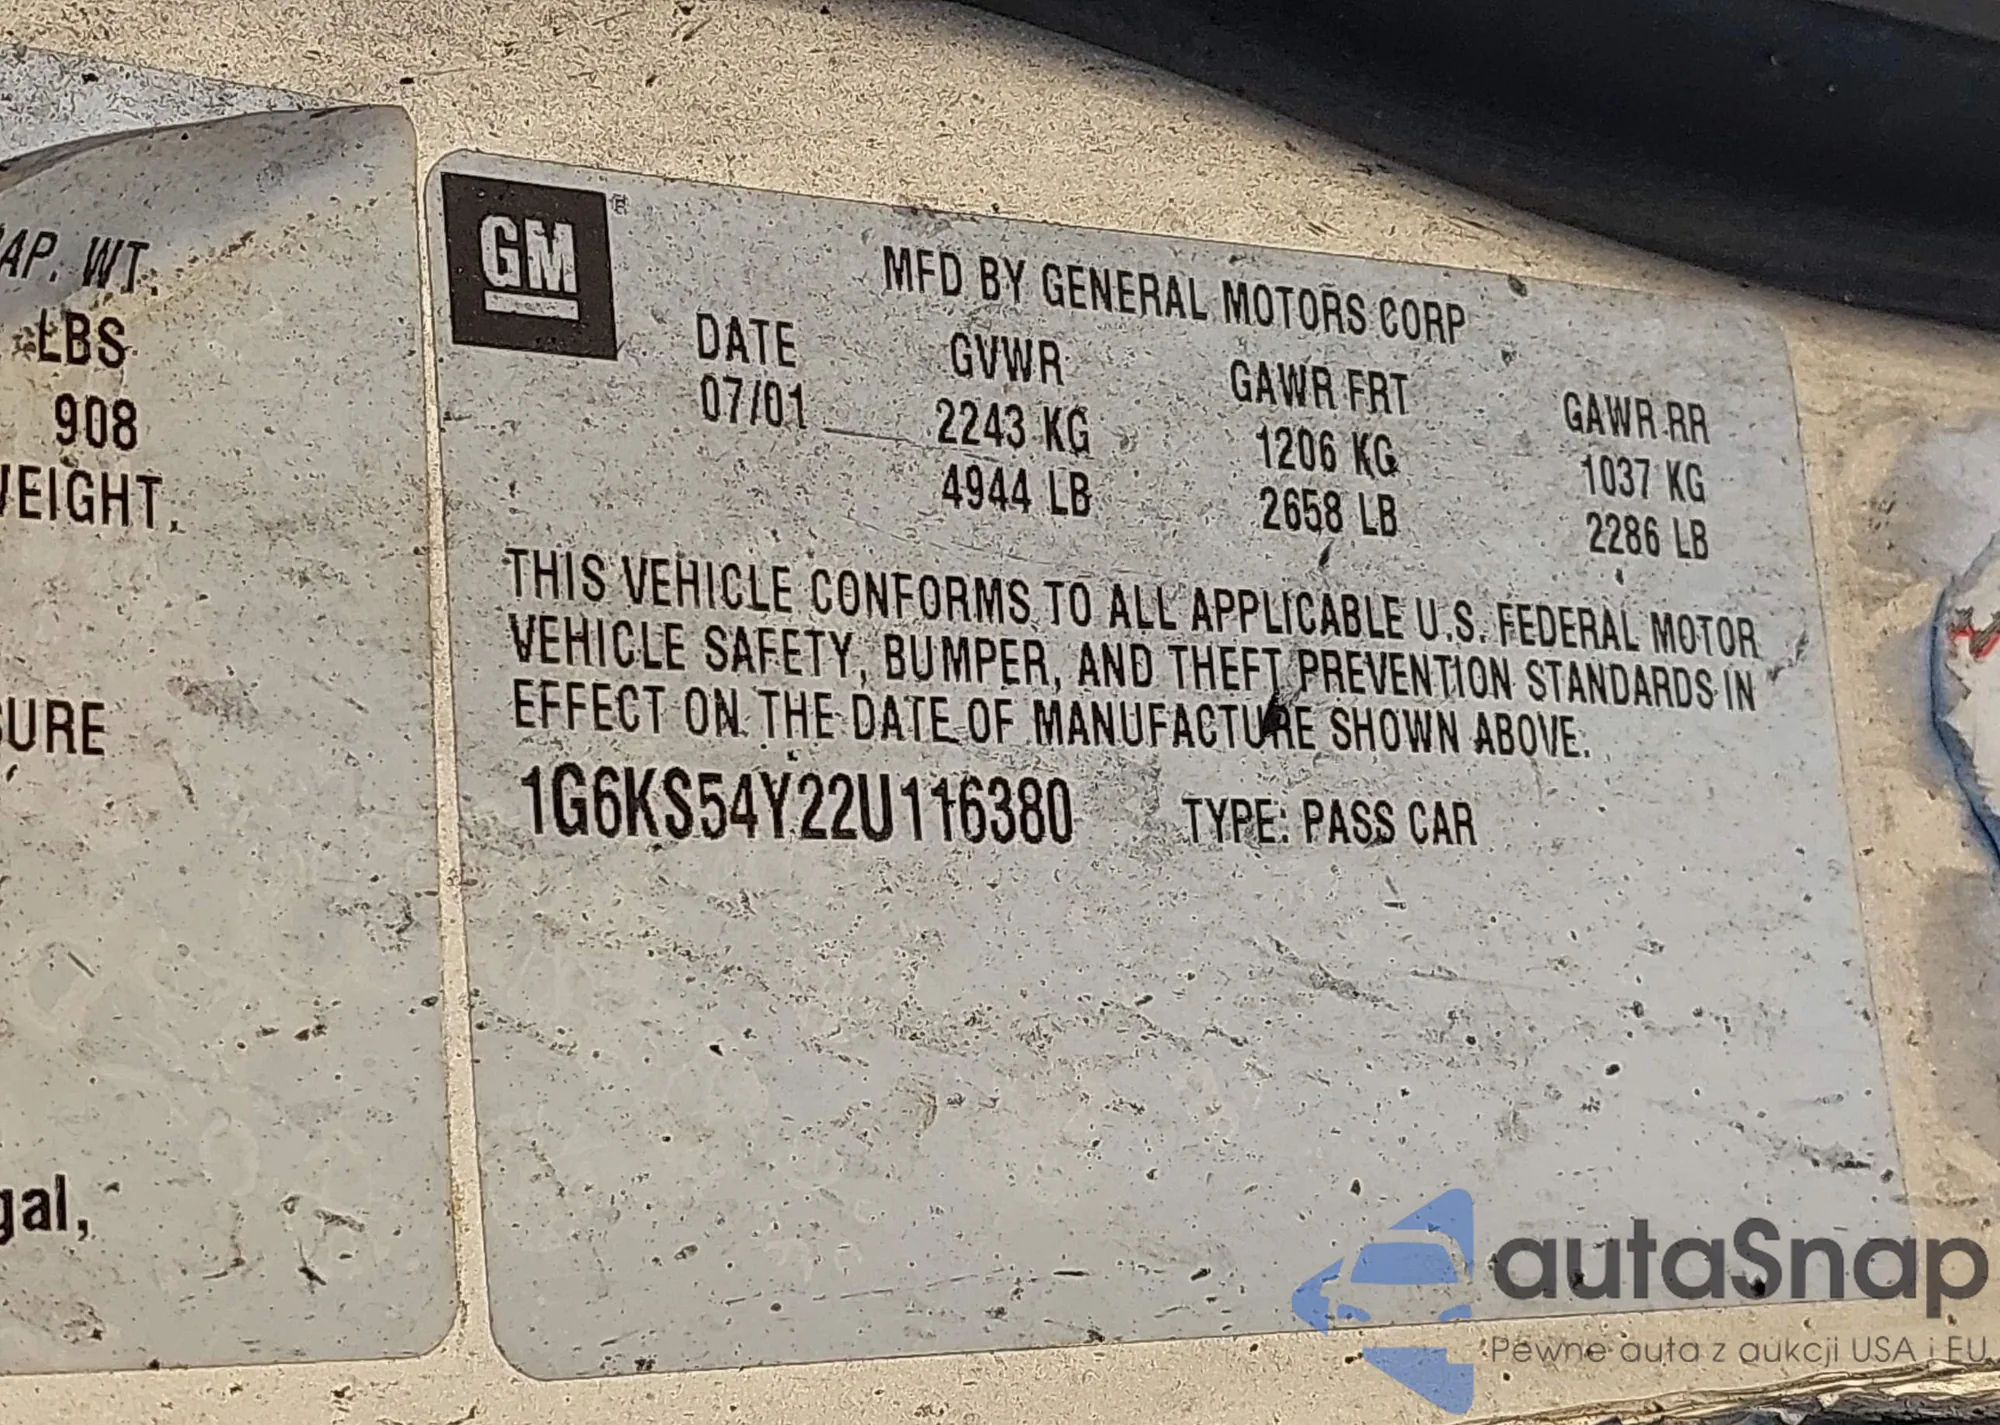 AP. WT.
LBS
908
WEIGHT.
SURE
gal,
GM®
MFD BY GENERAL MOTORS CORP
DATE GVWR GAWR FRT GAWR RR
07/01 2243 KG 1206 KG 1037 KG
4944 LB 2658 LB 2286 LB
THIS VEHICLE CONFORMS TO ALL APPLICABLE U.S. FEDERAL MOTOR
VEHICLE SAFETY, BUMPER, AND THEFT PREVENTION STANDARDS IN
EFFECT ON THE DATE OF MANUFACTURE SHOWN ABOVE.
1G6KS54Y22U116380 TYPE: PASS CAR
autaSnap
Pewne auta z aukcji USA i EU